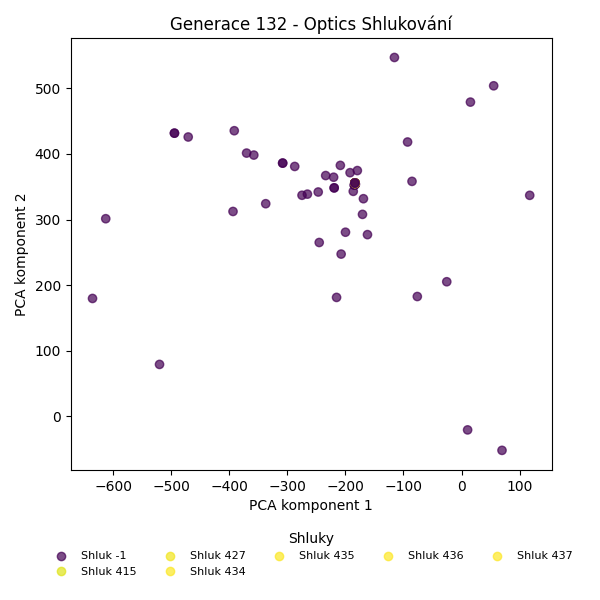 Generace 132 - Optics Shlukování
500
400
300
200
100
0
PCA komponent 2
−600 −500 −400 −300 −200 −100 0 100
PCA komponent 1
Shluky
Shluk -1 Shluk 427 Shluk 435 Shluk 436 Shluk 437
Shluk 415 Shluk 434